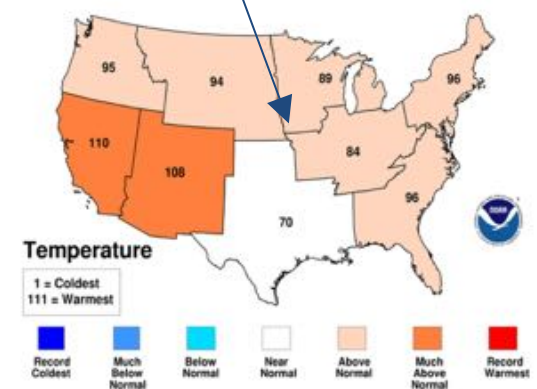 95
94
89
96
110
108
84
96
70
NOAA
Temperature
1 = Coldest
111 = Warmest
Record
Coldest
Much
Below
Normal
Below
Normal
Near
Normal
Above
Normal
Much
Above
Normal
Record
Warmest